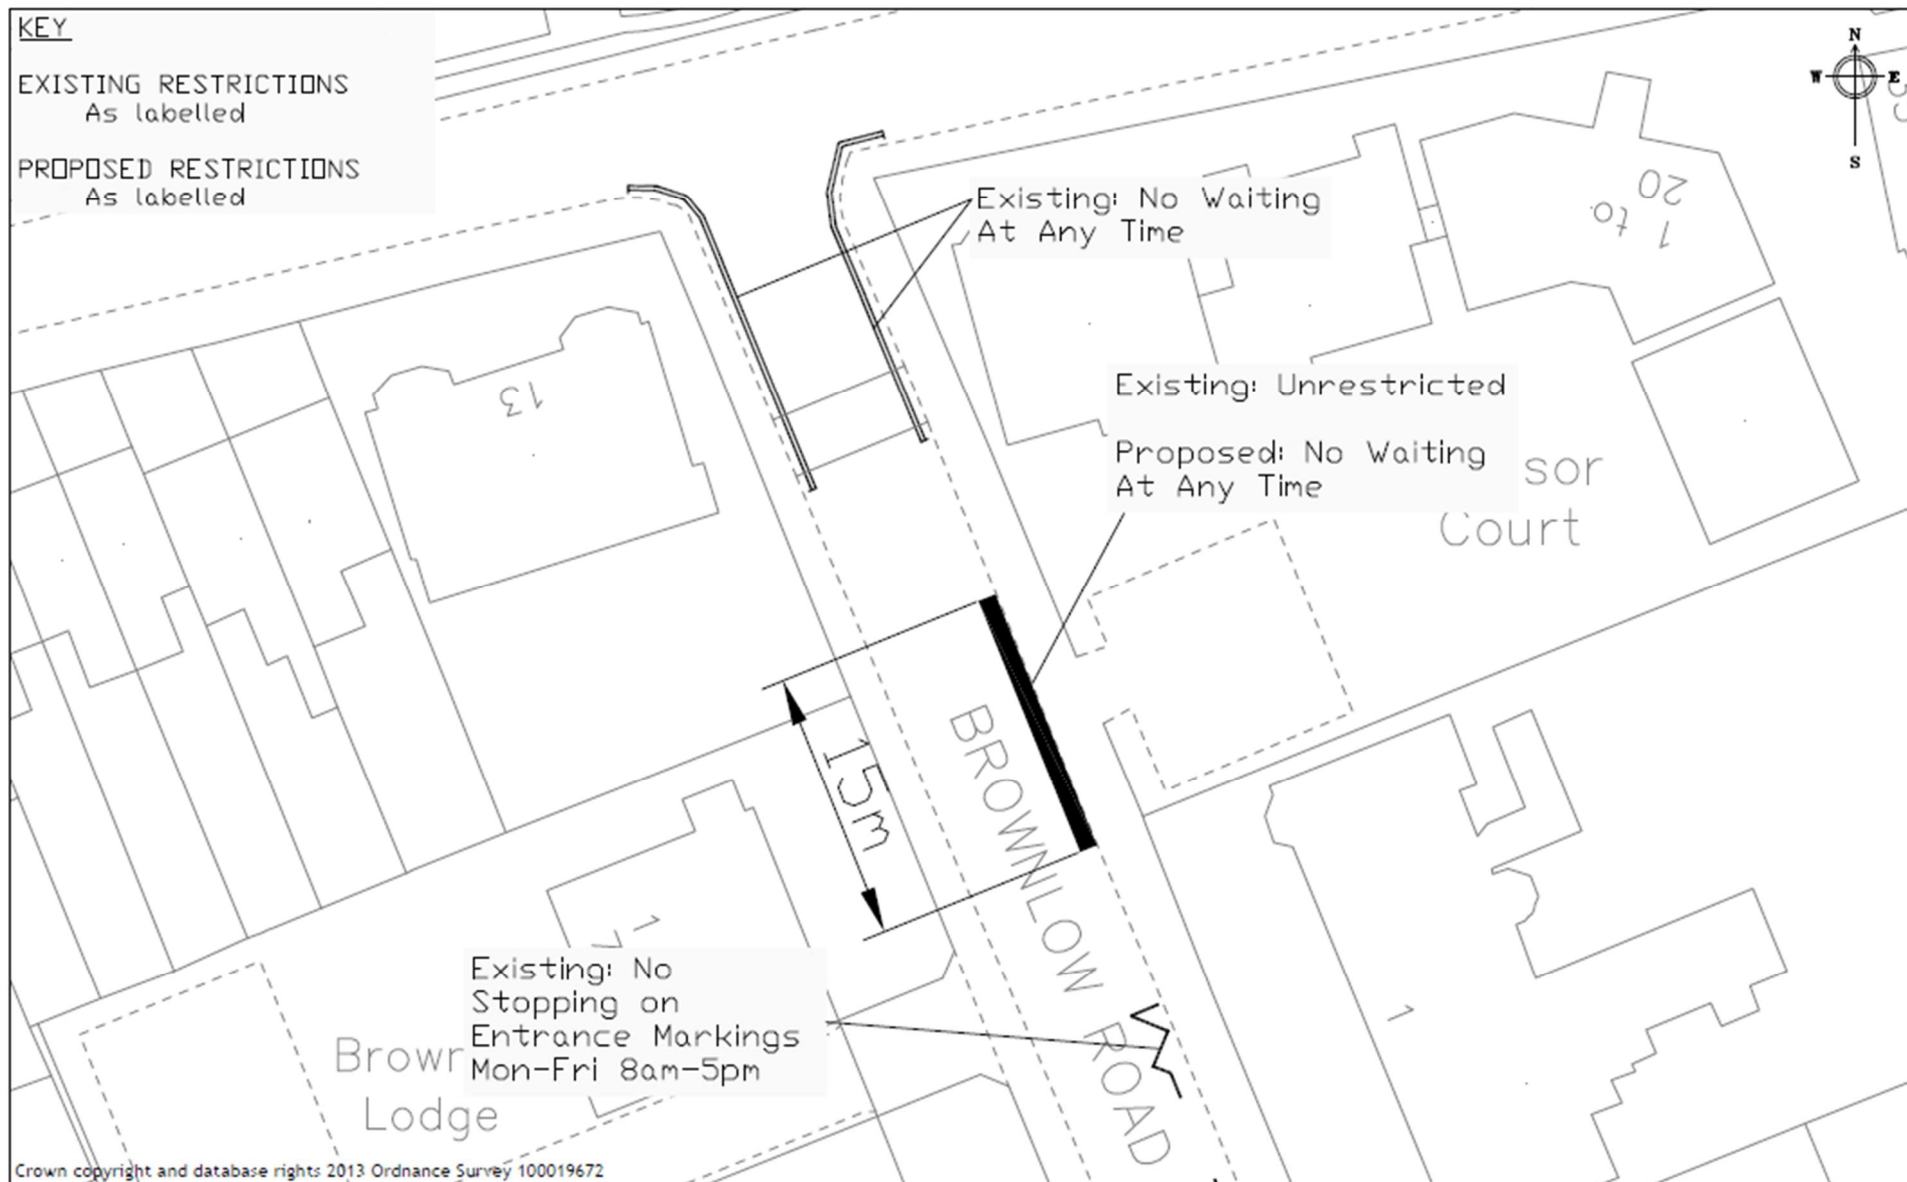 KEY
EXISTING RESTRICTIONS
As labelled
PROPOSED RESTRICTIONS
As labelled
N
W E
S
Existing: No Waiting
At Any Time
1 to
20
13
Existing: Unrestricted
Proposed: No Waiting
At Any Time
sor
Court
15m
BROWNLOW ROAD
1
Existing: No
Stopping on
Entrance Markings
Mon-Fri 8am-5pm
1
Lodge
Crown copyright and database rights 2013 Ordnance Survey 100019672